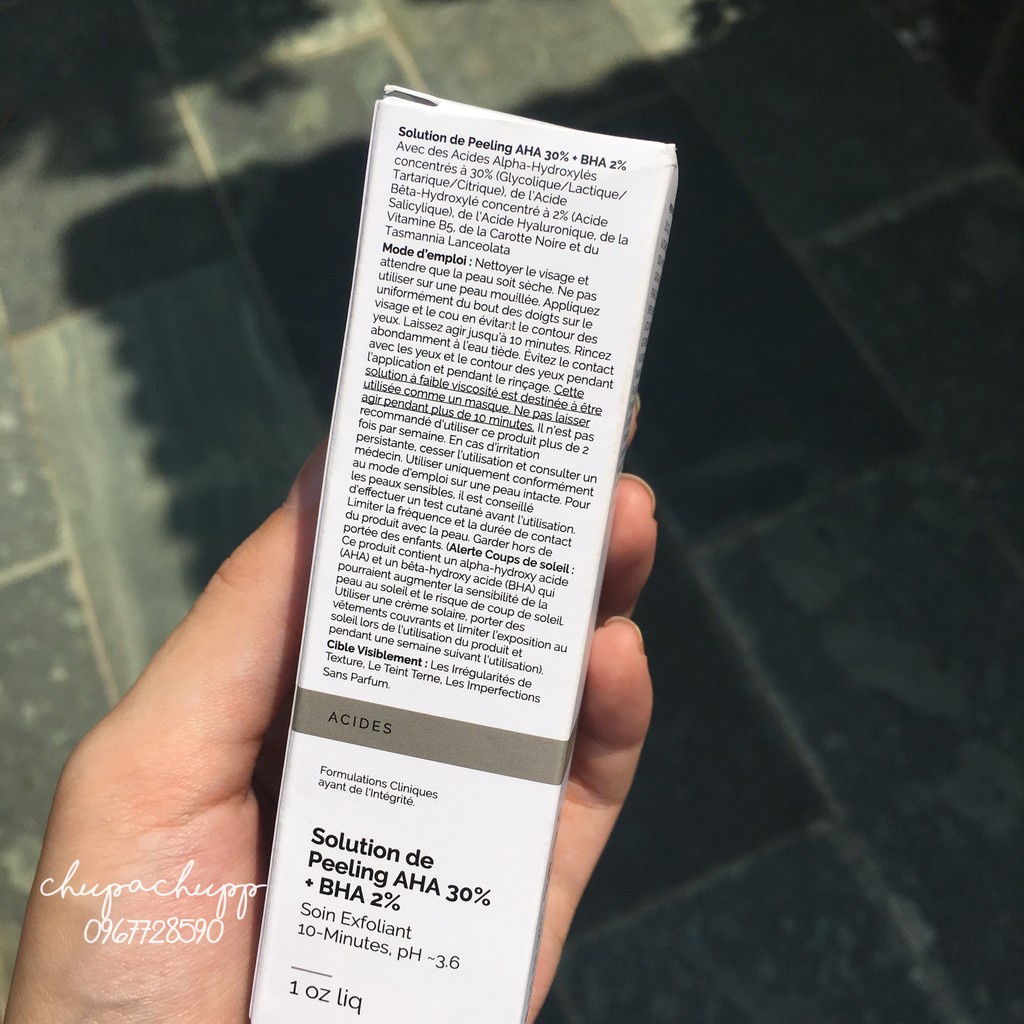 Solution de Peeling AHA 30% + BHA 2%
Avec des Acides Alpha-Hydroxylés
concentrés à 30% (Glycolique/Lactique/
Tartarique/Citrique), de l'Acide
Bêta-Hydroxylé concentré à 2% (Acide
Salicylique), de l'Acide Hyaluronique, de la
Vitamine B5, de la Carotte Noire et du
Tasmannia Lanceolata
Mode d'emploi : Nettoyer le visage et
attendre que la peau soit sèche. Ne pas
utiliser sur une peau mouillée. Appliquez
uniformément du bout des doigts sur le
visage et le cou en évitant le contour des
yeux. Laissez agir jusqu'à 10 minutes. Rincez
abondamment à l'eau tiède. Évitez le contact
avec les yeux et le contour des yeux pendant
l'application et pendant le rinçage. Cette
solution à faible viscosité est destinée à être
utilisée comme un masque. Ne pas laisser
agir pendant plus de 10 minutes. Il n'est pas
recommandé d'utiliser ce produit plus de 2
fois par semaine. En cas d'irritation
persistante, cesser l'utilisation et consulter un
médecin. Utiliser uniquement conformément
au mode d'emploi sur une peau intacte. Pour
les peaux sensibles, il est conseillé
d'effectuer un test cutané avant l'utilisation.
Limiter la fréquence et la durée de contact
du produit avec la peau. Garder hors de
portée des enfants. (Alerte Coups de soleil :
Ce produit contient un alpha-hydroxy acide
(AHA) et un bêta-hydroxy acide (BHA) qui
pourraient augmenter la sensibilité de la
peau au soleil et le risque de coup de soleil.
Utiliser une crème solaire, porter des
vêtements couvrants et limiter l'exposition au
soleil lors de l'utilisation du produit et
pendant une semaine suivant l'utilisation).
Cible Visiblement : Les Irrégularités de
Texture, Le Teint Terne, Les Imperfections
Sans Parfum.
ACIDES
Formulations Cliniques
ayant de l'Intégrité.
Solution de
Peeling AHA 30%
+ BHA 2%
Soin Exfoliant
10-Minutes, pH ~3.6
1 oz liq
chupachupp
0967728590